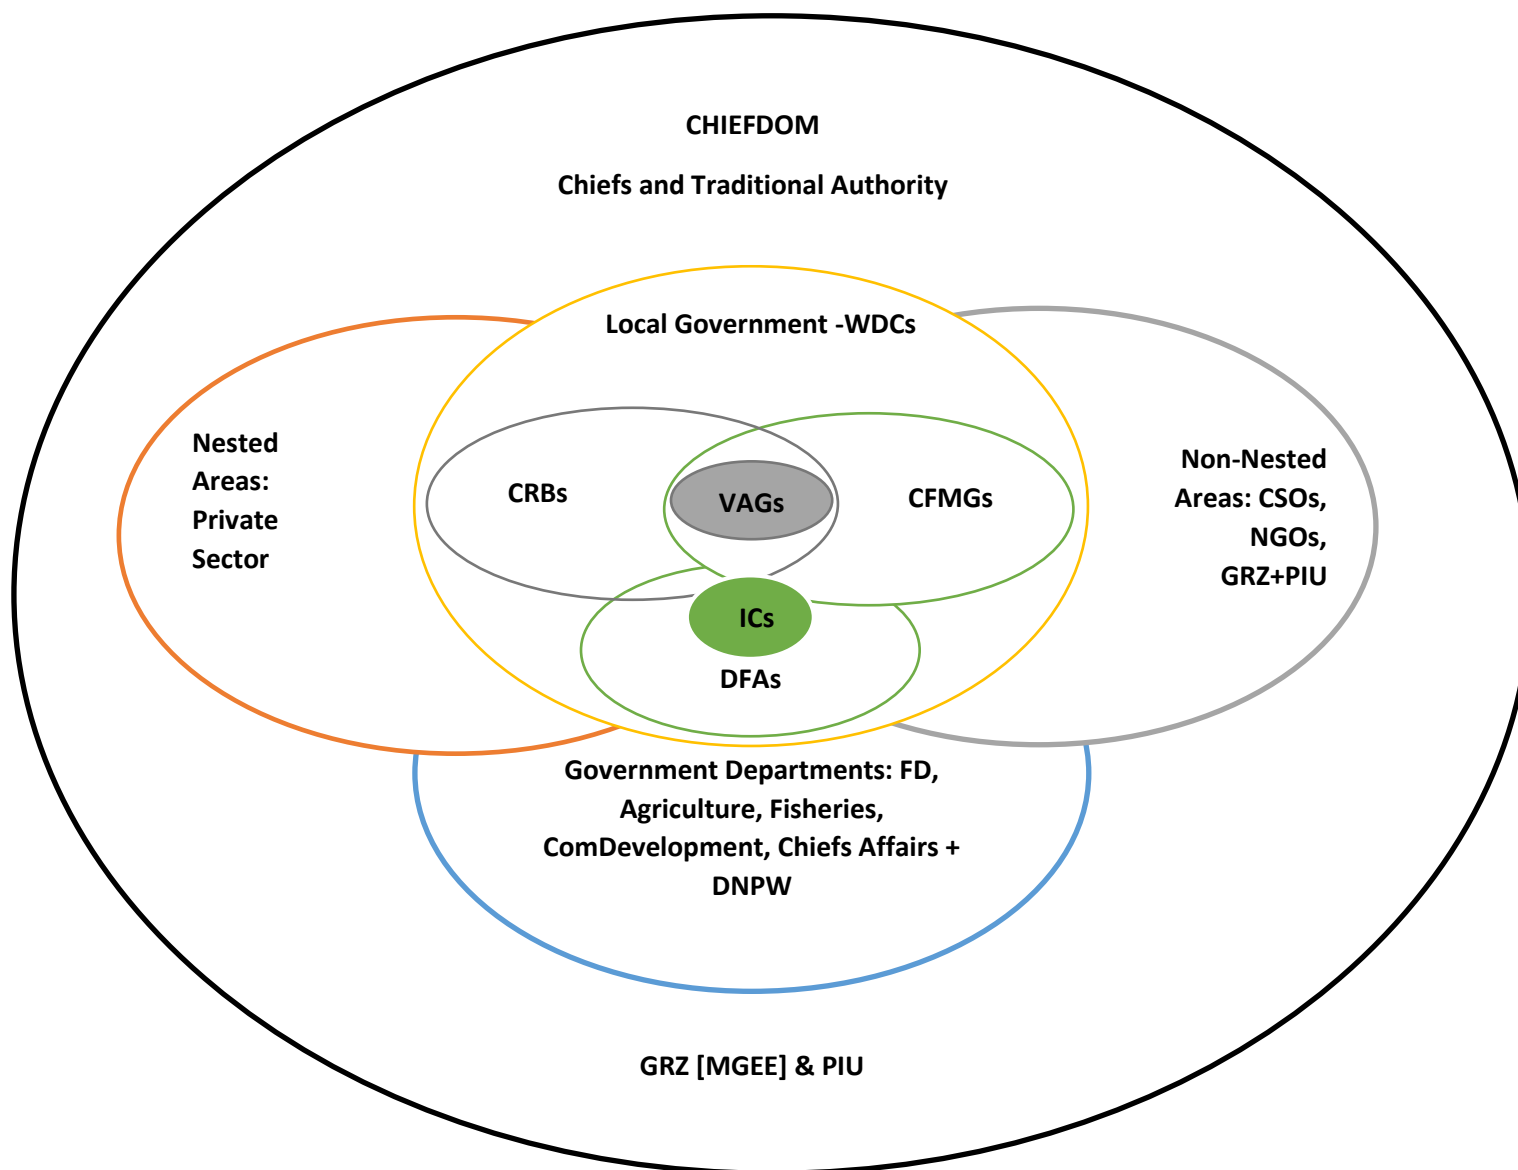 CHIEFDOM
Chiefs and Traditional Authority
Local Government -WDCs
Nested
Areas:
Private
Sector
CRBs
VAGs
CFMGs
Non-Nested
Areas: CSOs,
NGOs,
GRZ+PIU
ICs
DFAs
Government Departments: FD,
Agriculture, Fisheries,
ComDevelopment, Chiefs Affairs +
DNPW
GRZ [MGEE] & PIU